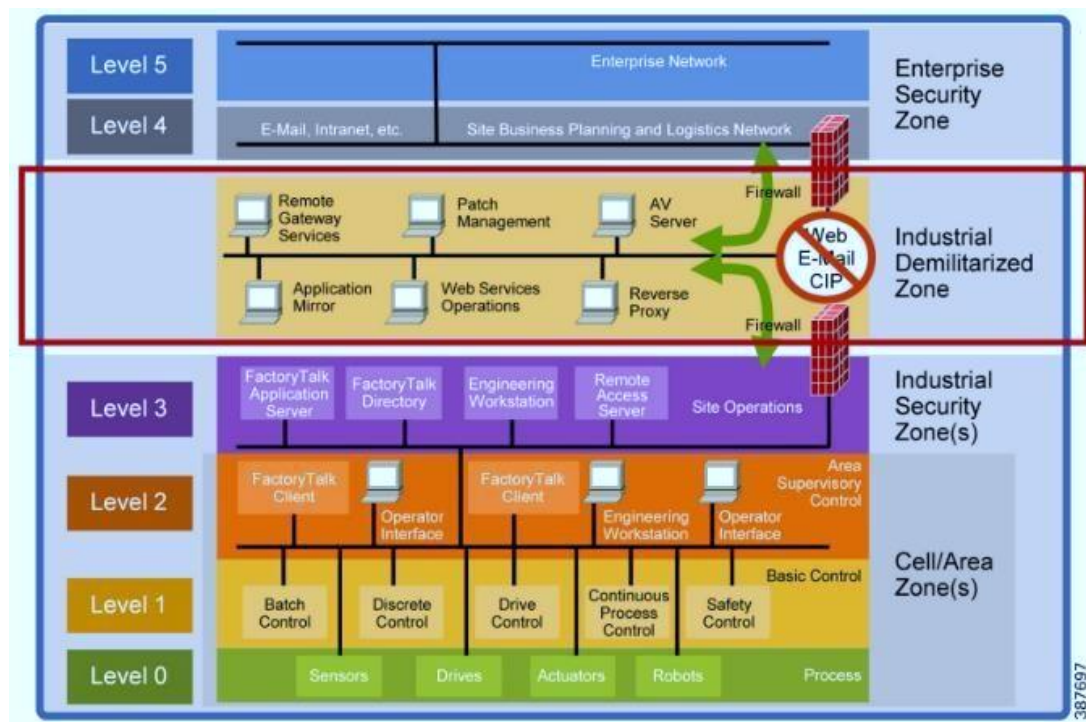 Level 5
Enterprise Network
Enterprise
Security
Zone
Level 4
E-Mail, Intranet, etc.
Site Business Planning and Logistics Network
Firewall
Remote
Gateway
Services
Patch
Management
AV
Server
Web
E-Mail
CIP
Industrial
Demilitarized
Zone
Application
Mirror
Web Services
Operations
Reverse
Proxy
Firewall
Level 3
FactoryTalk
Application
Server
FactoryTalk
Directory
Engineering
Workstation
Remote
Access
Server
Site Operations
Industrial
Security
Zone(s)
Level 2
FactoryTalk
Client
Operator
Interface
FactoryTalk
Client
Engineering
Workstation
Operator
Interface
Area
Supervisory
Control
Cell/Area
Zone(s)
Level 1
Basic Control
Batch
Control
Discrete
Control
Drive
Control
Continuous
Process
Control
Safety
Control
Level 0
Sensors
Drives
Actuators
Robots
Process
387697